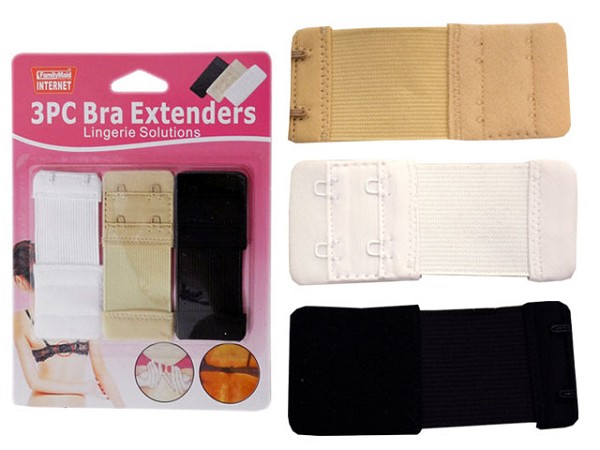 FamilyMaid
INTERNET
3PC Bra Extenders
Lingerie Solutions